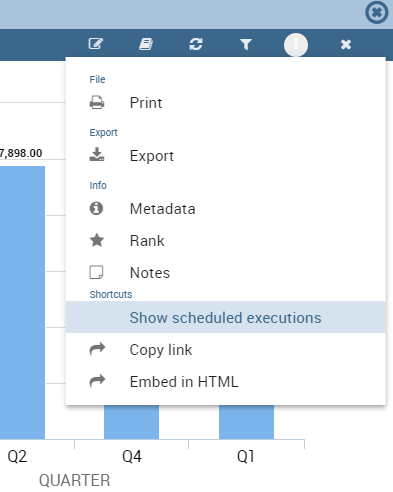 File
Print
Export
7,898.00
Export
Info
Metadata
Rank
Notes
Shortcuts
Show scheduled executions
Copy link
Embed in HTML
Q2
Q4
Q1
QUARTER